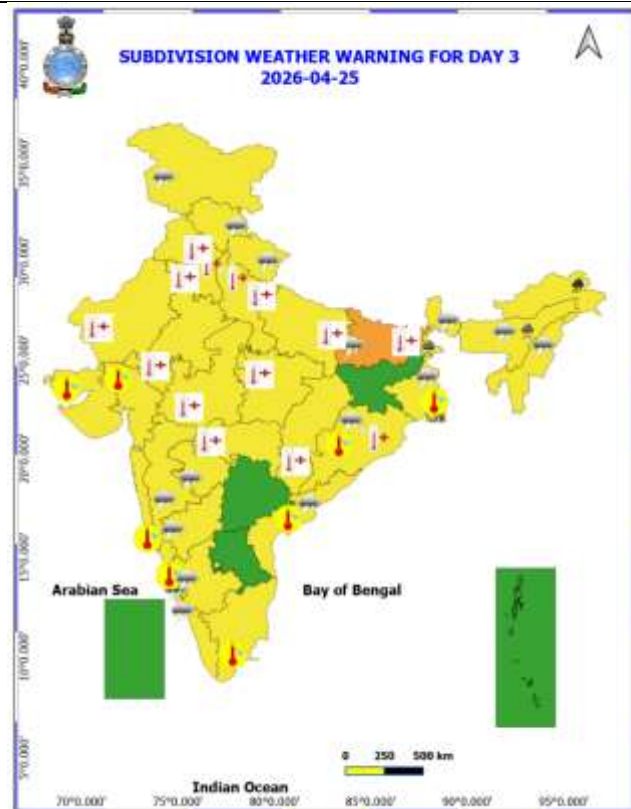 SUBDIVISION WEATHER WARNING FOR DAY 3
2026-04-25
40°0.000'
35°0.000'
30°0.000'
25°0.000'
20°0.000'
15°0.000'
10°0.000'
5°0.000'
Arabian Sea
Bay of Bengal
0 250 500 km
Indian Ocean
70°0.000' 75°0.000' 80°0.000' 85°0.000' 90°0.000' 95°0.000'